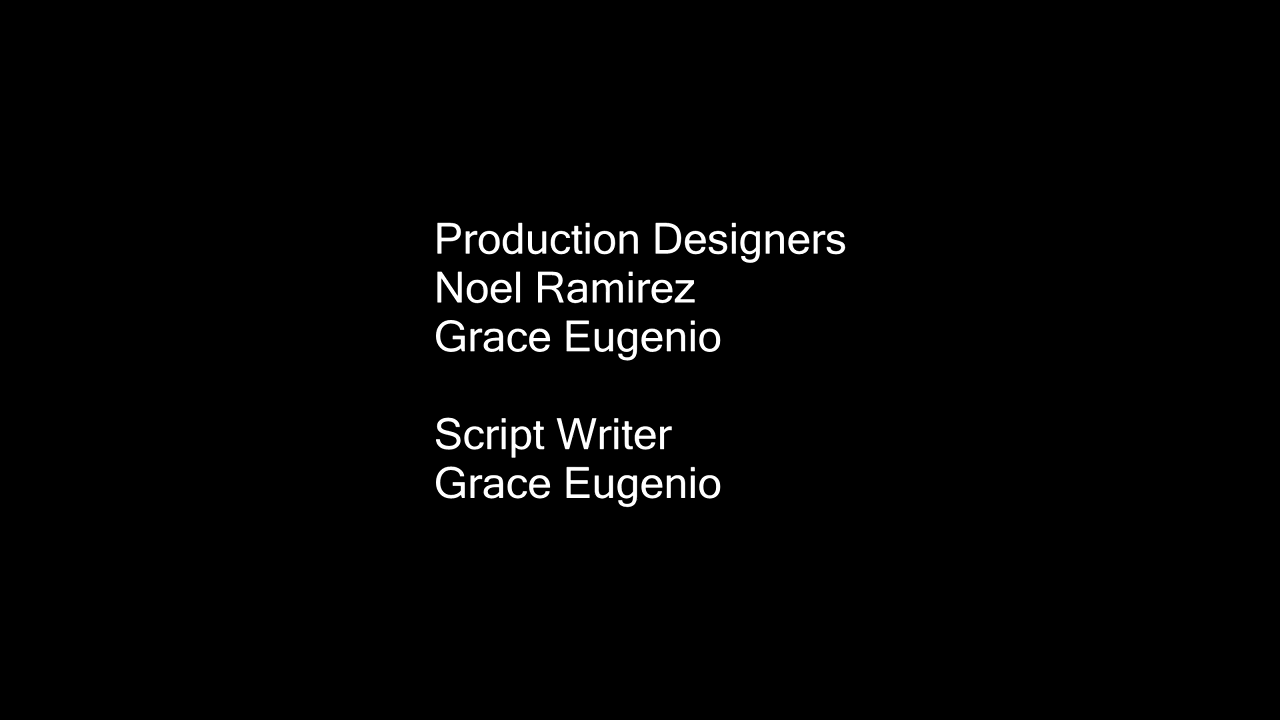 Production Designers
Noel Ramirez
Grace Eugenio
Script Writer
Grace Eugenio